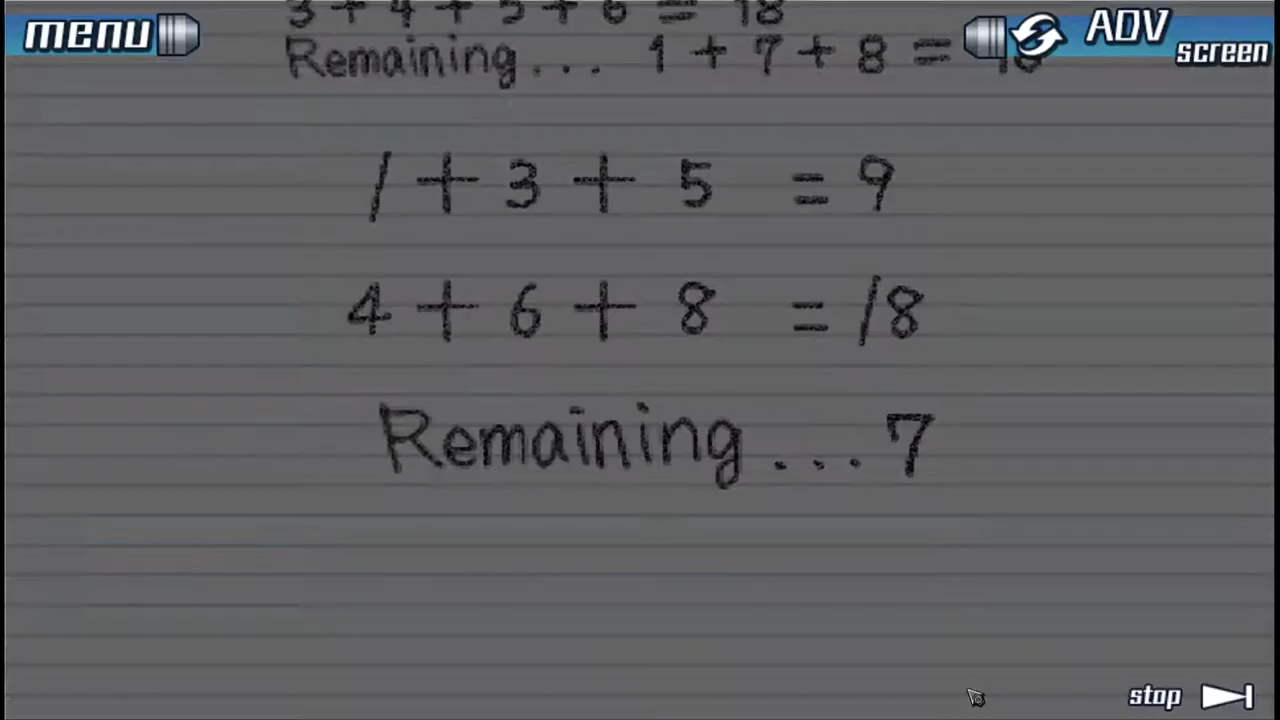 menu
ADV
screen
3 + 4 + 5 + 6 = 18
Remaining... 1 + 7 + 8 =
1 + 3 + 5 = 9
4 + 6 + 8 = 18
Remaining...7
stop